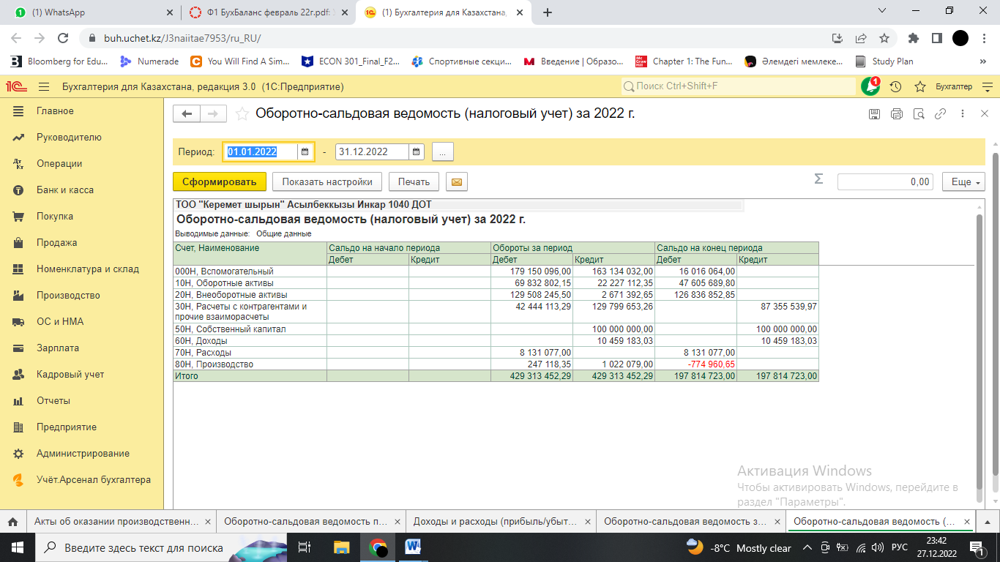 (1) WhatsApp
Ф1 БухБаланс февраль 22г.pdf:
(1) Бухгалтерия для Казахстана,
buh.uchet.kz/J3naiitae7953/ru_RU/
Bloomberg for Edu...
Numerade
You Will Find A Sim...
ECON 301_Final_F2...
Спортивные секци...
Введение | Образо...
Chapter 1: The Fun...
Әлемдегі мемлеке...
Study Plan
Бухгалтерия для Казахстана, редакция 3.0 (1С:Предприятие)
Поиск Ctrl+Shift+F
1
Бухгалтер
Главное
Руководителю
Операции
Банк и касса
Покупка
Продажа
Номенклатура и склад
Производство
ОС и НМА
Зарплата
Кадровый учет
Отчеты
Предприятие
Администрирование
Учёт.Арсенал бухгалтера
Оборотно-сальдовая ведомость (налоговый учет) за 2022 г.
Период: 01.01.2022 - 31.12.2022 ...
Сформировать Показать настройки Печать Σ 0,00 Еще
ТОО "Керемет шырын" Асылбеккызы Инкар 1040 ДОТ
Оборотно-сальдовая ведомость (налоговый учет) за 2022 г.
Выводимые данные: Общие данные
Счет, Наименование Сальдо на начало периода Обороты за период Сальдо на конец периода
Дебет Кредит Дебет Кредит Дебет Кредит
000Н, Вспомогательный 179 150 096,00 163 134 032,00 16 016 064,00
10Н, Оборотные активы 69 832 802,15 22 227 112,35 47 605 689,80
20Н, Внеоборотные активы 129 508 245,50 2 671 392,65 126 836 852,85
30Н, Расчеты с контрагентами и 42 444 113,29 129 799 653,26 87 355 539,97
прочие взаиморасчеты
50Н, Собственный капитал 100 000 000,00 100 000 000,00
60Н, Доходы 10 459 183,03 10 459 183,03
70Н, Расходы 8 131 077,00 8 131 077,00
80Н, Производство 247 118,35 1 022 079,00 -774 960,65
Итого 429 313 452,29 429 313 452,29 197 814 723,00 197 814 723,00
Активация Windows
Чтобы активировать Windows, перейдите в
раздел "Параметры".
Акты об оказании производственн...
Оборотно-сальдовая ведомость п...
Доходы и расходы (прибыль/убыт...
Оборотно-сальдовая ведомость з...
Оборотно-сальдовая ведомость (...
Введите здесь текст для поиска
-8°C Mostly clear
РУС
23:42
27.12.2022
1